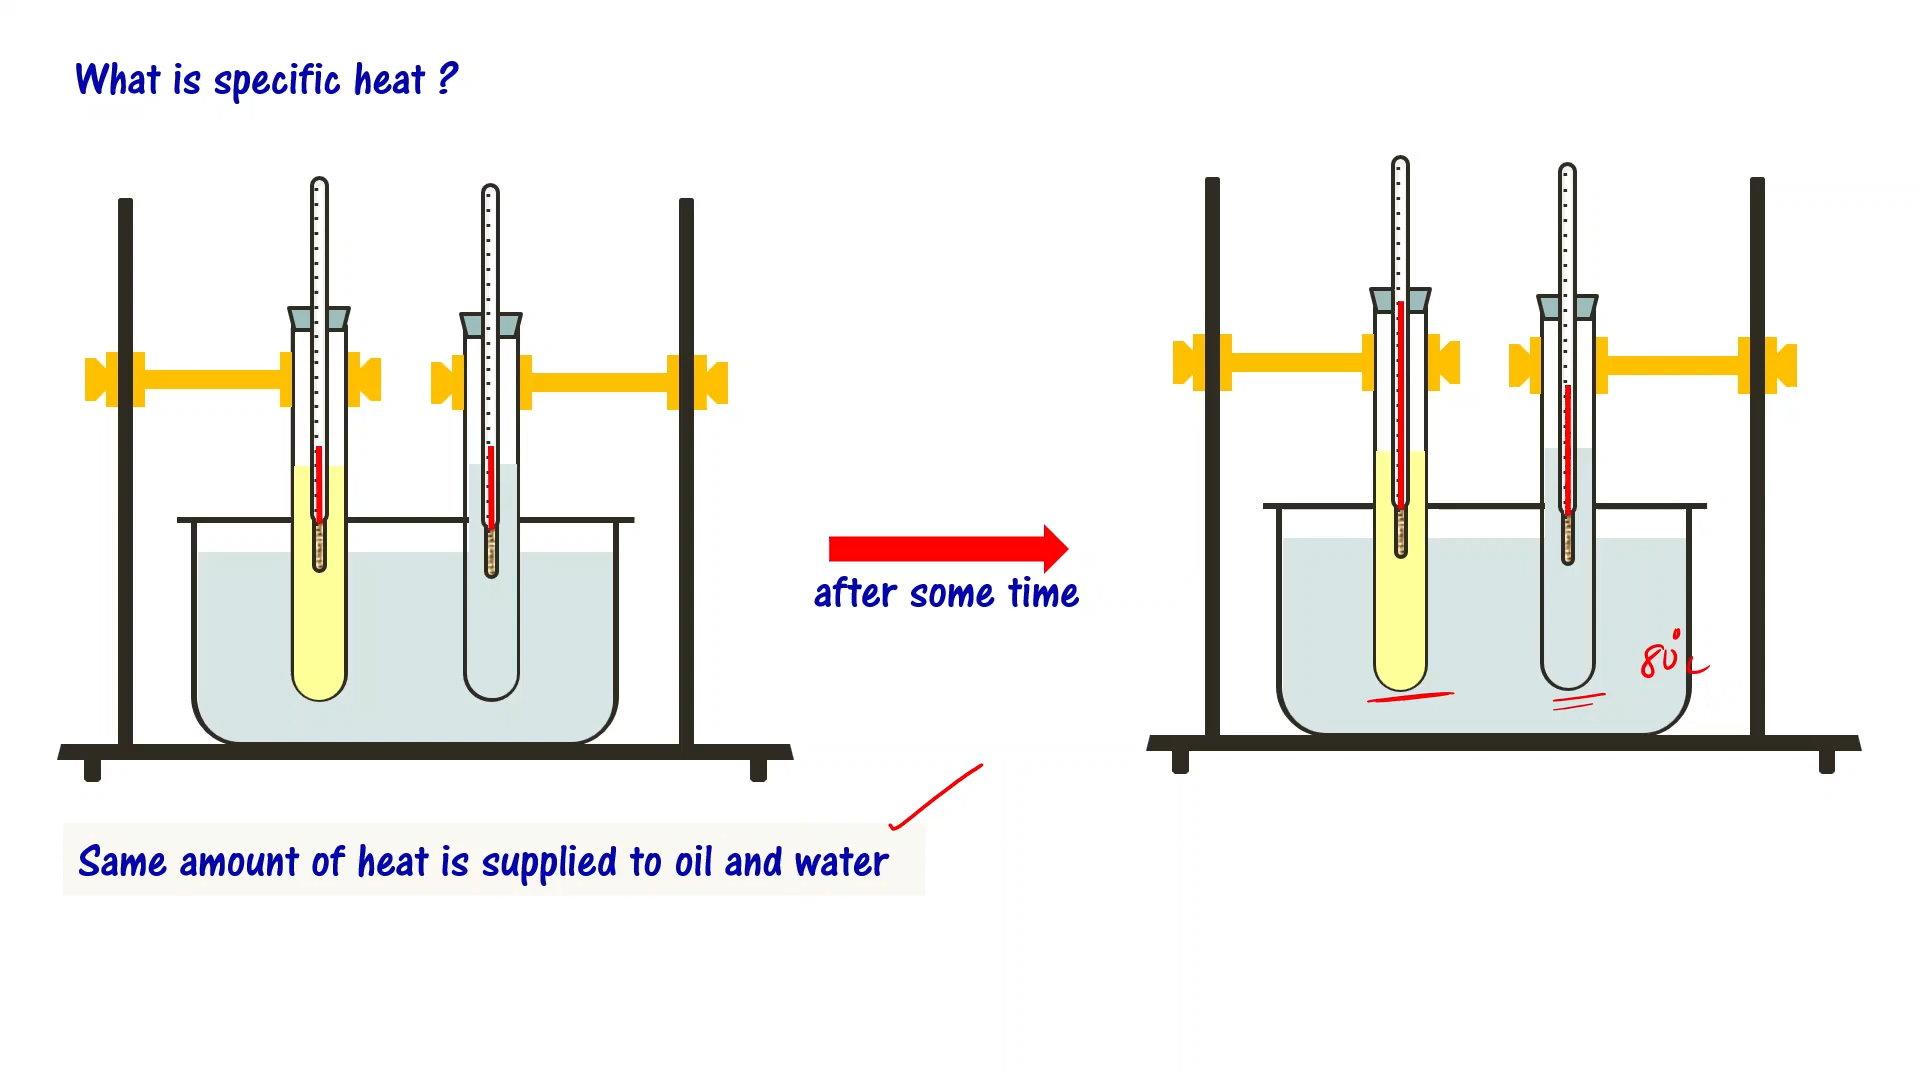 What is specific heat ?
after some time
80°c
Same amount of heat is supplied to oil and water